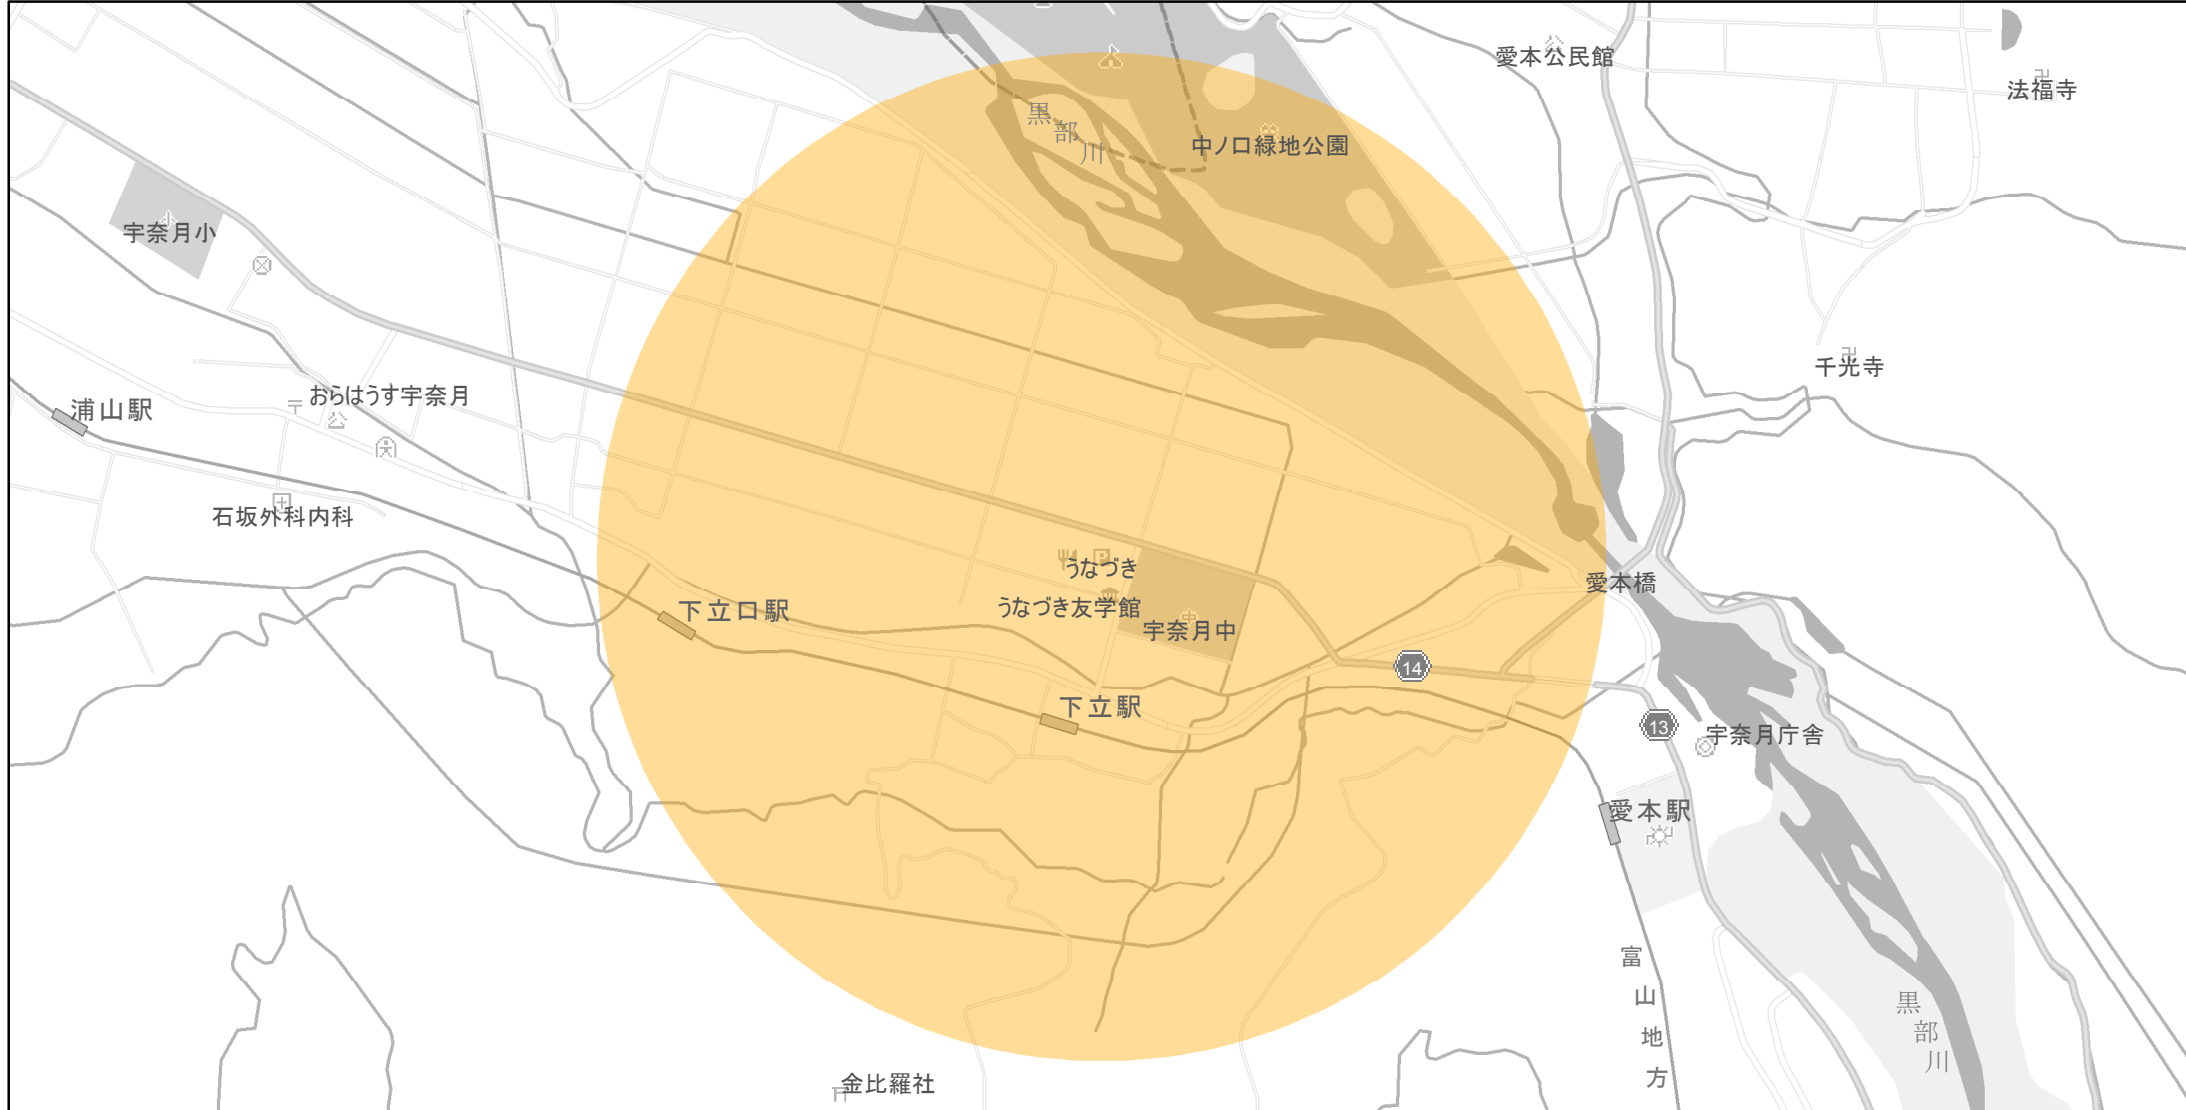 愛本公民館
法福寺
黒部川
中ノ口緑地公園
宇奈月小
千光寺
おらはうす宇奈月
浦山駅
石坂外科内科
うなづき
愛本橋
うなづき友学館
下立口駅
宇奈月中
14
下立駅
13
宇奈月庁舎
愛本駅
富山地方
黒部川
金比羅社